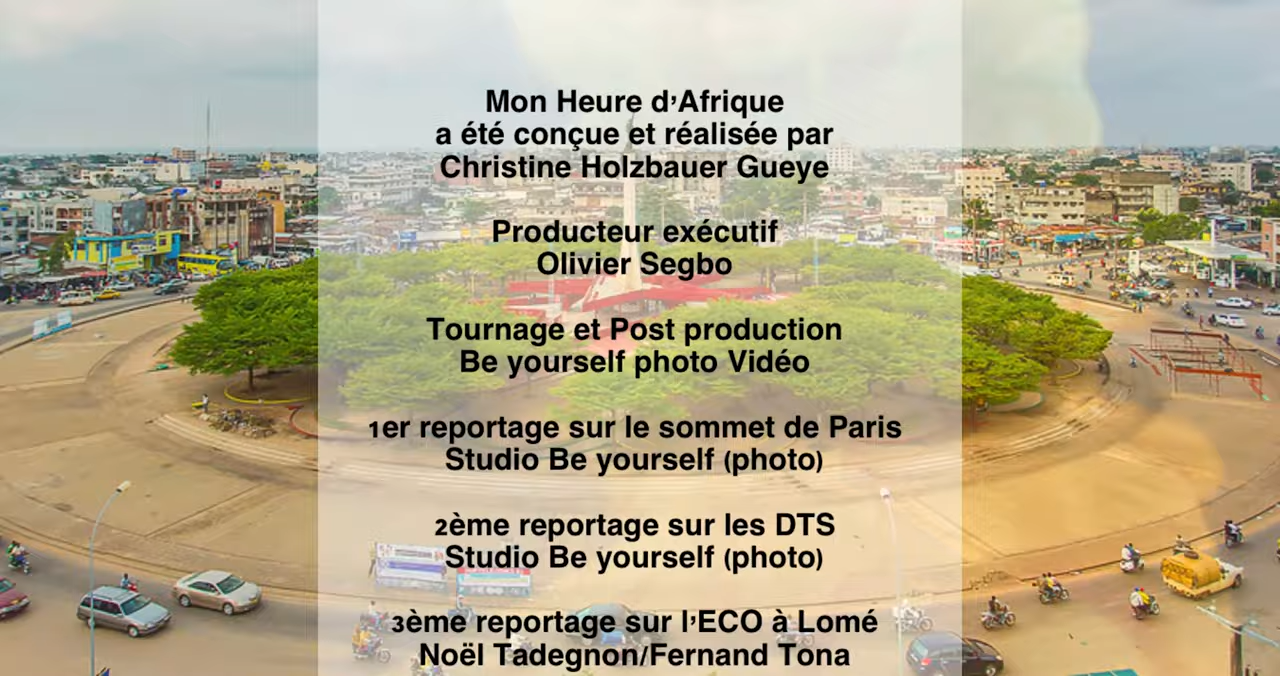 Mon Heure d'Afrique
a été conçue et réalisée par
Christine Holzbauer Gueye
Producteur exécutif
Olivier Segbo
Tournage et Post production
Be yourself photo Vidéo
1er reportage sur le sommet de Paris
Studio Be yourself (photo)
2ème reportage sur les DTS
Studio Be yourself (photo)
3ème reportage sur l'ECO à Lomé
Noël Tadegnon/Fernand Tona